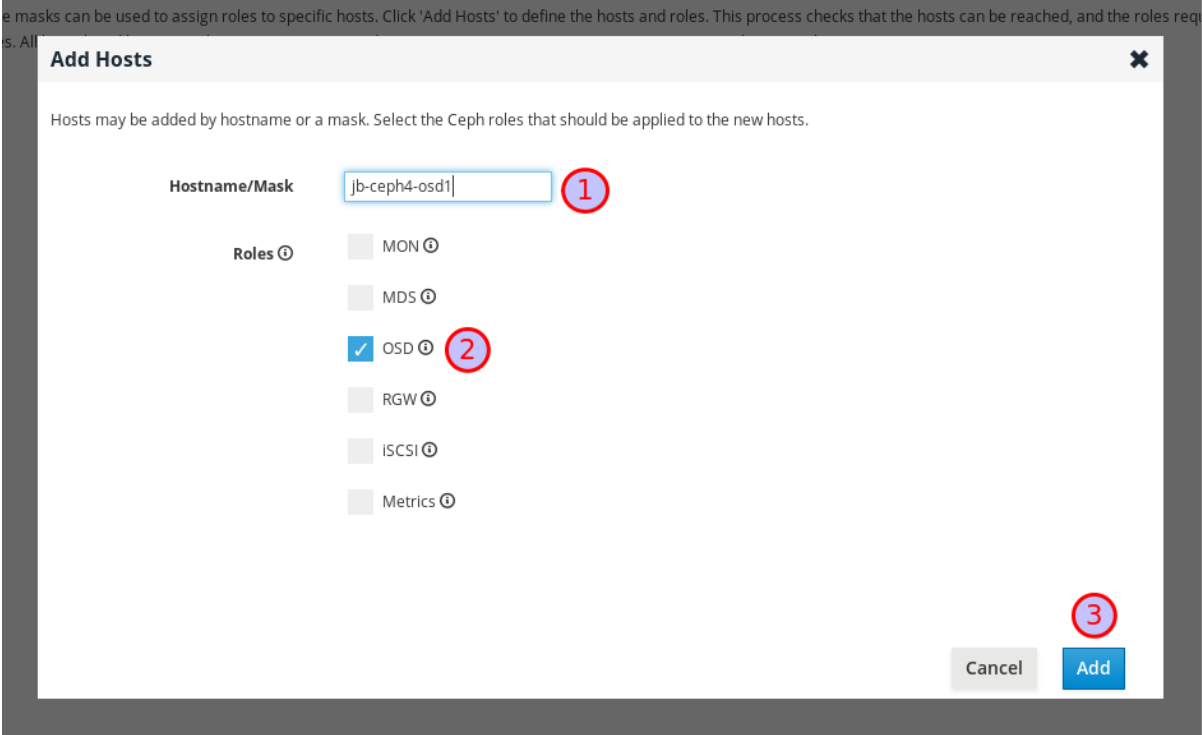 e masks can be used to assign roles to specific hosts. Click 'Add Hosts' to define the hosts and roles. This process checks that the hosts can be reached, and the roles requ
es. All
Add Hosts
Hosts may be added by hostname or a mask. Select the Ceph roles that should be applied to the new hosts.
Hostname/Mask jb-ceph4-osd1 1
Roles MON
MDS
OSD 2
RGW
iSCSI
Metrics
3
Cancel Add